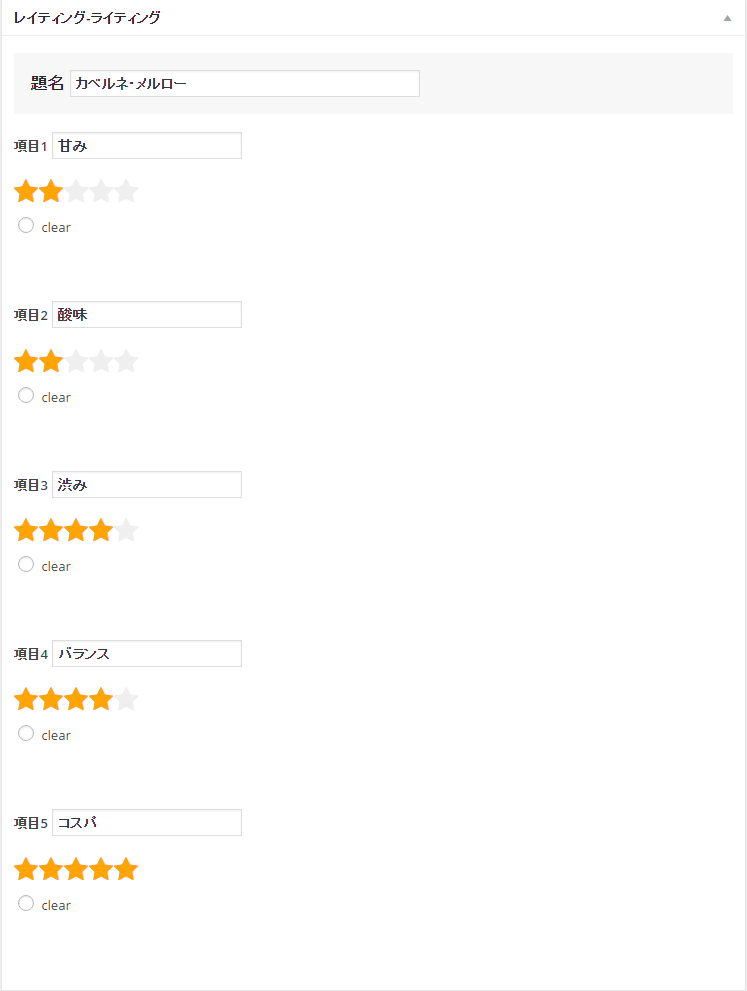 レイティング-ライティング
題名 カベルネ・メルロー
項目1 甘み
clear
項目2 酸味
clear
項目3 渋み
clear
項目4 バランス
clear
項目5 コスパ
clear